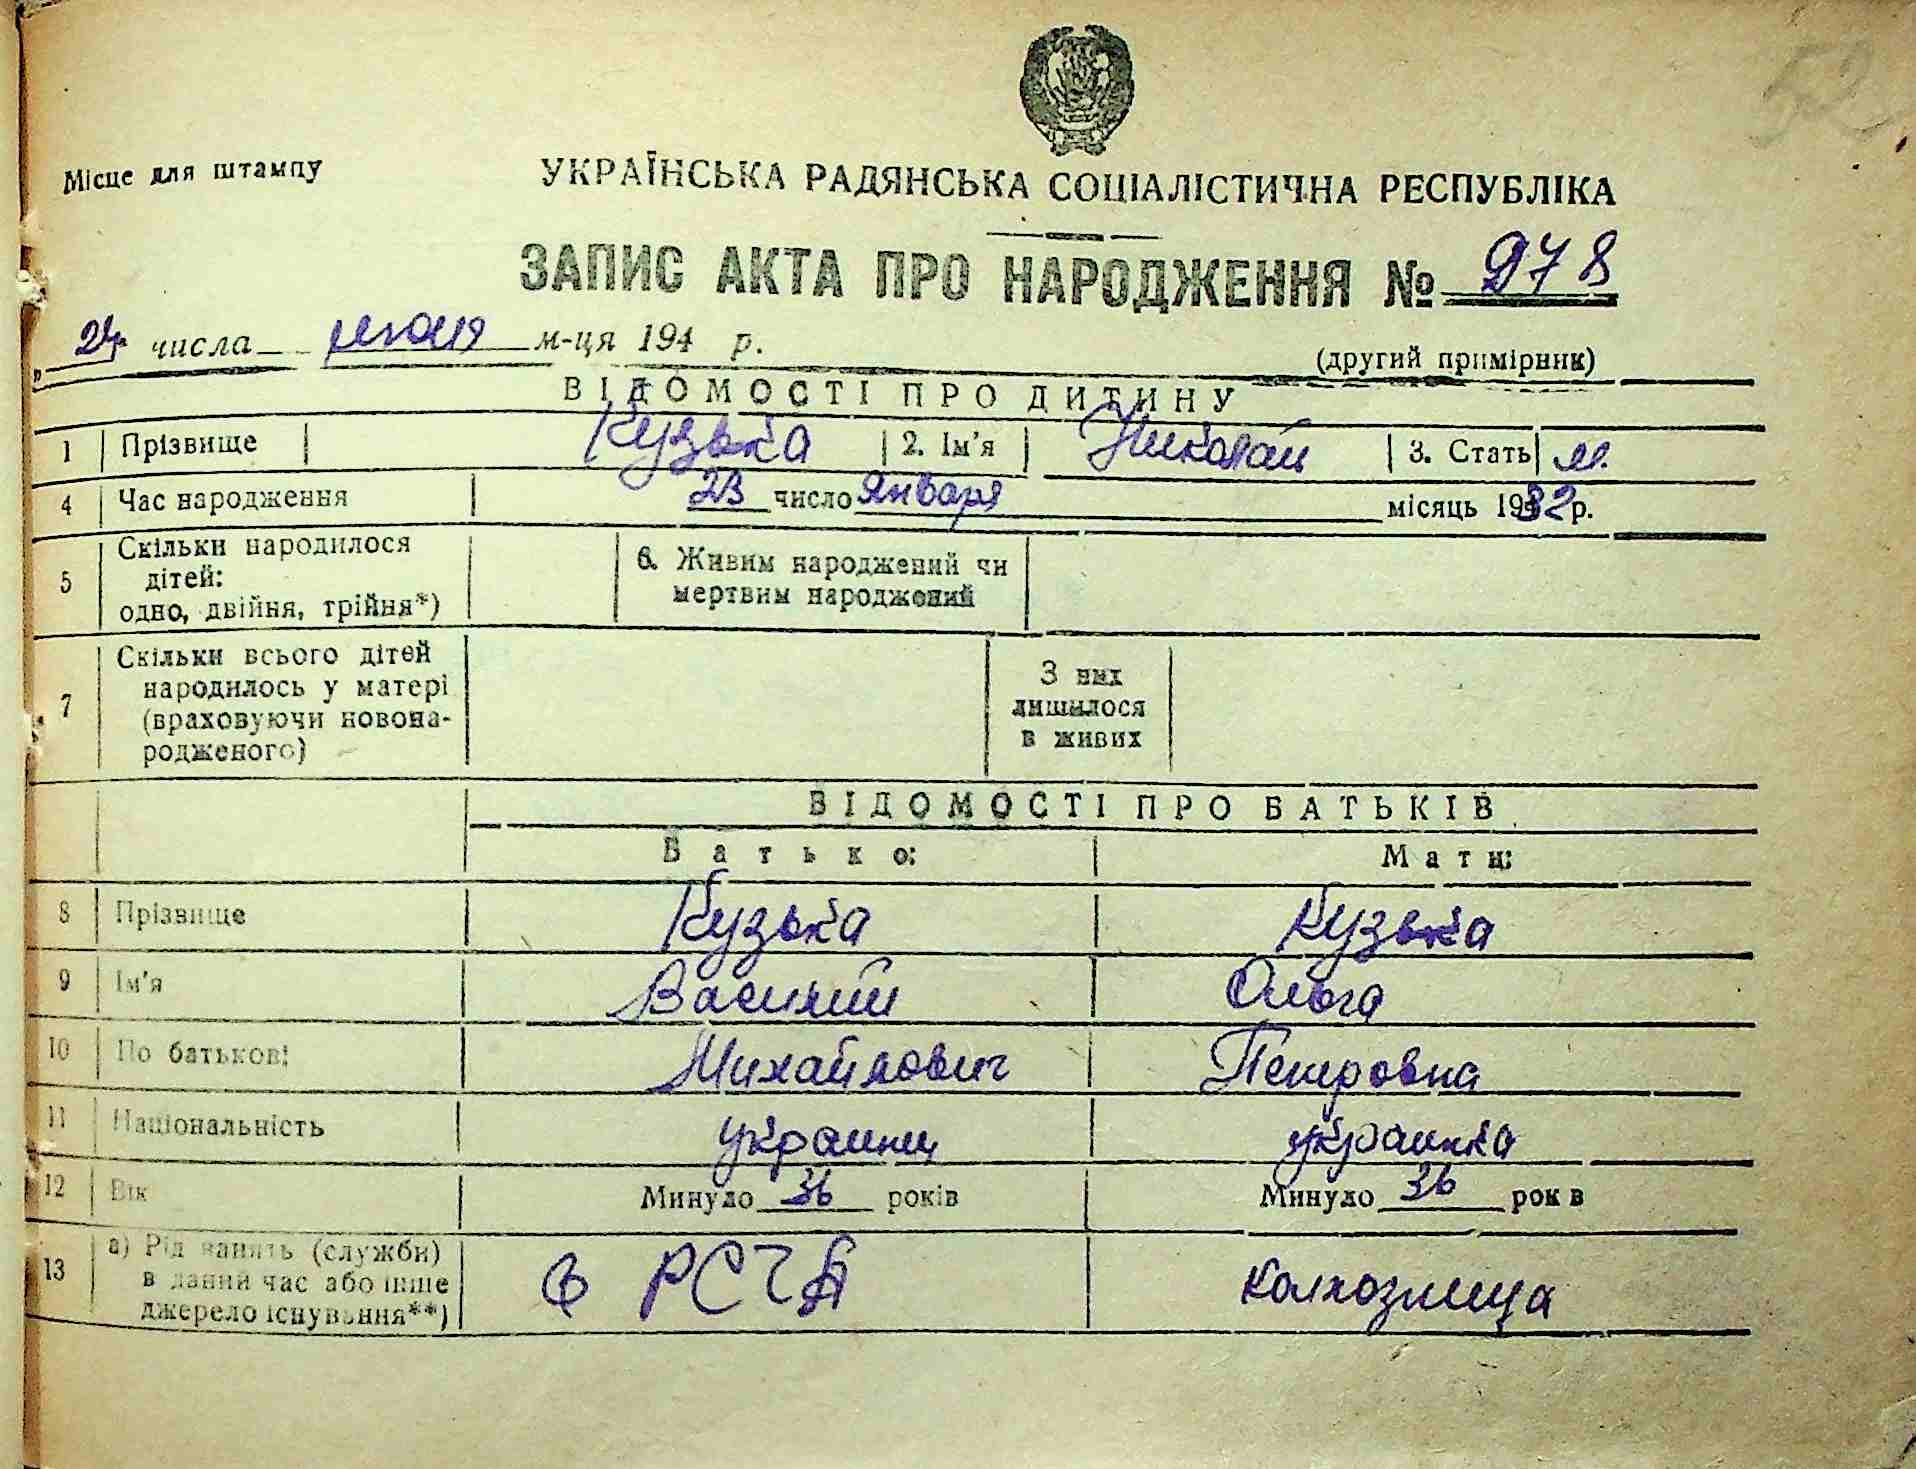 52
Місце для штампу
УКРАЇНСЬКА РАДЯНСЬКА СОЦІАЛІСТИЧНА РЕСПУБЛІКА
ЗАПИС АКТА ПРО НАРОДЖЕННЯ № 978
„24 числа июля м-ця 194 р.
(другий примірник)
ВІДОМОСТІ ПРО ДИТИНУ
1 Прізвище Кузька 2. Ім'я Николай 3. Стать м.
4 Час народження 23 число Января місяць 1932 р.
5 Скільки народилося дітей: одно, двійня, трійня*)
6. Живим народжений чи мертвим народжений
7 Скільки всього дітей народилось у матері (враховуючи новонародженого)
З них лишилося в живих
ВІДОМОСТІ ПРО БАТЬКІВ
Батько: Мати:
8 Прізвище Кузька Кузька
9 Ім'я Василий Ольга
10 По батькові Михайлович Петровна
11 Національність украинец украинка
12 Вік Минуло 36 років Минуло 36 років
13 а) Рід занять (служби) в даний час або інше джерело існування**) в РСЧА колхозница